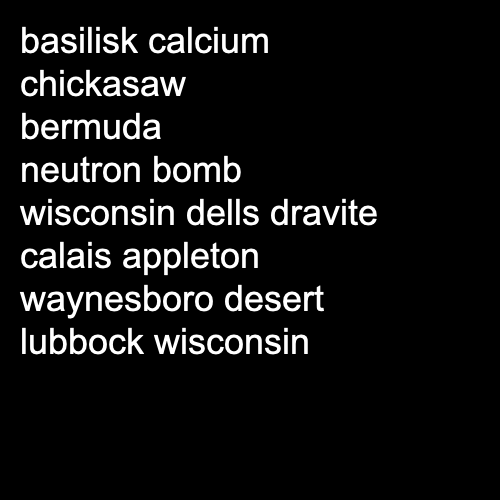 basilisk calcium
chickasaw
bermuda
neutron bomb
wisconsin dells dravite
calais appleton
waynesboro desert
lubbock wisconsin